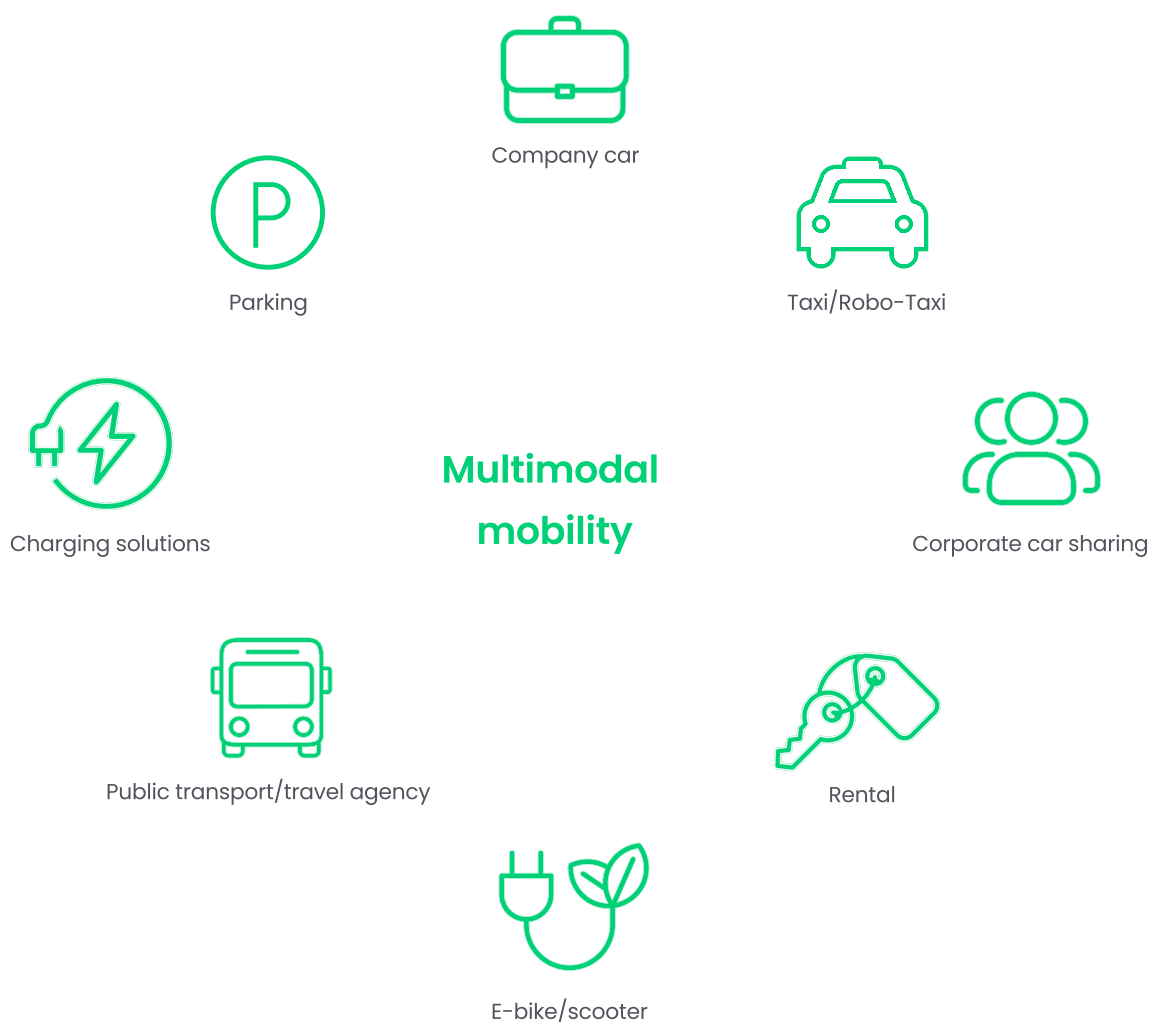 Company car
P
Parking
Taxi/Robo-Taxi
Charging solutions
Multimodal
mobility
Corporate car sharing
Public transport/travel agency
Rental
E-bike/scooter